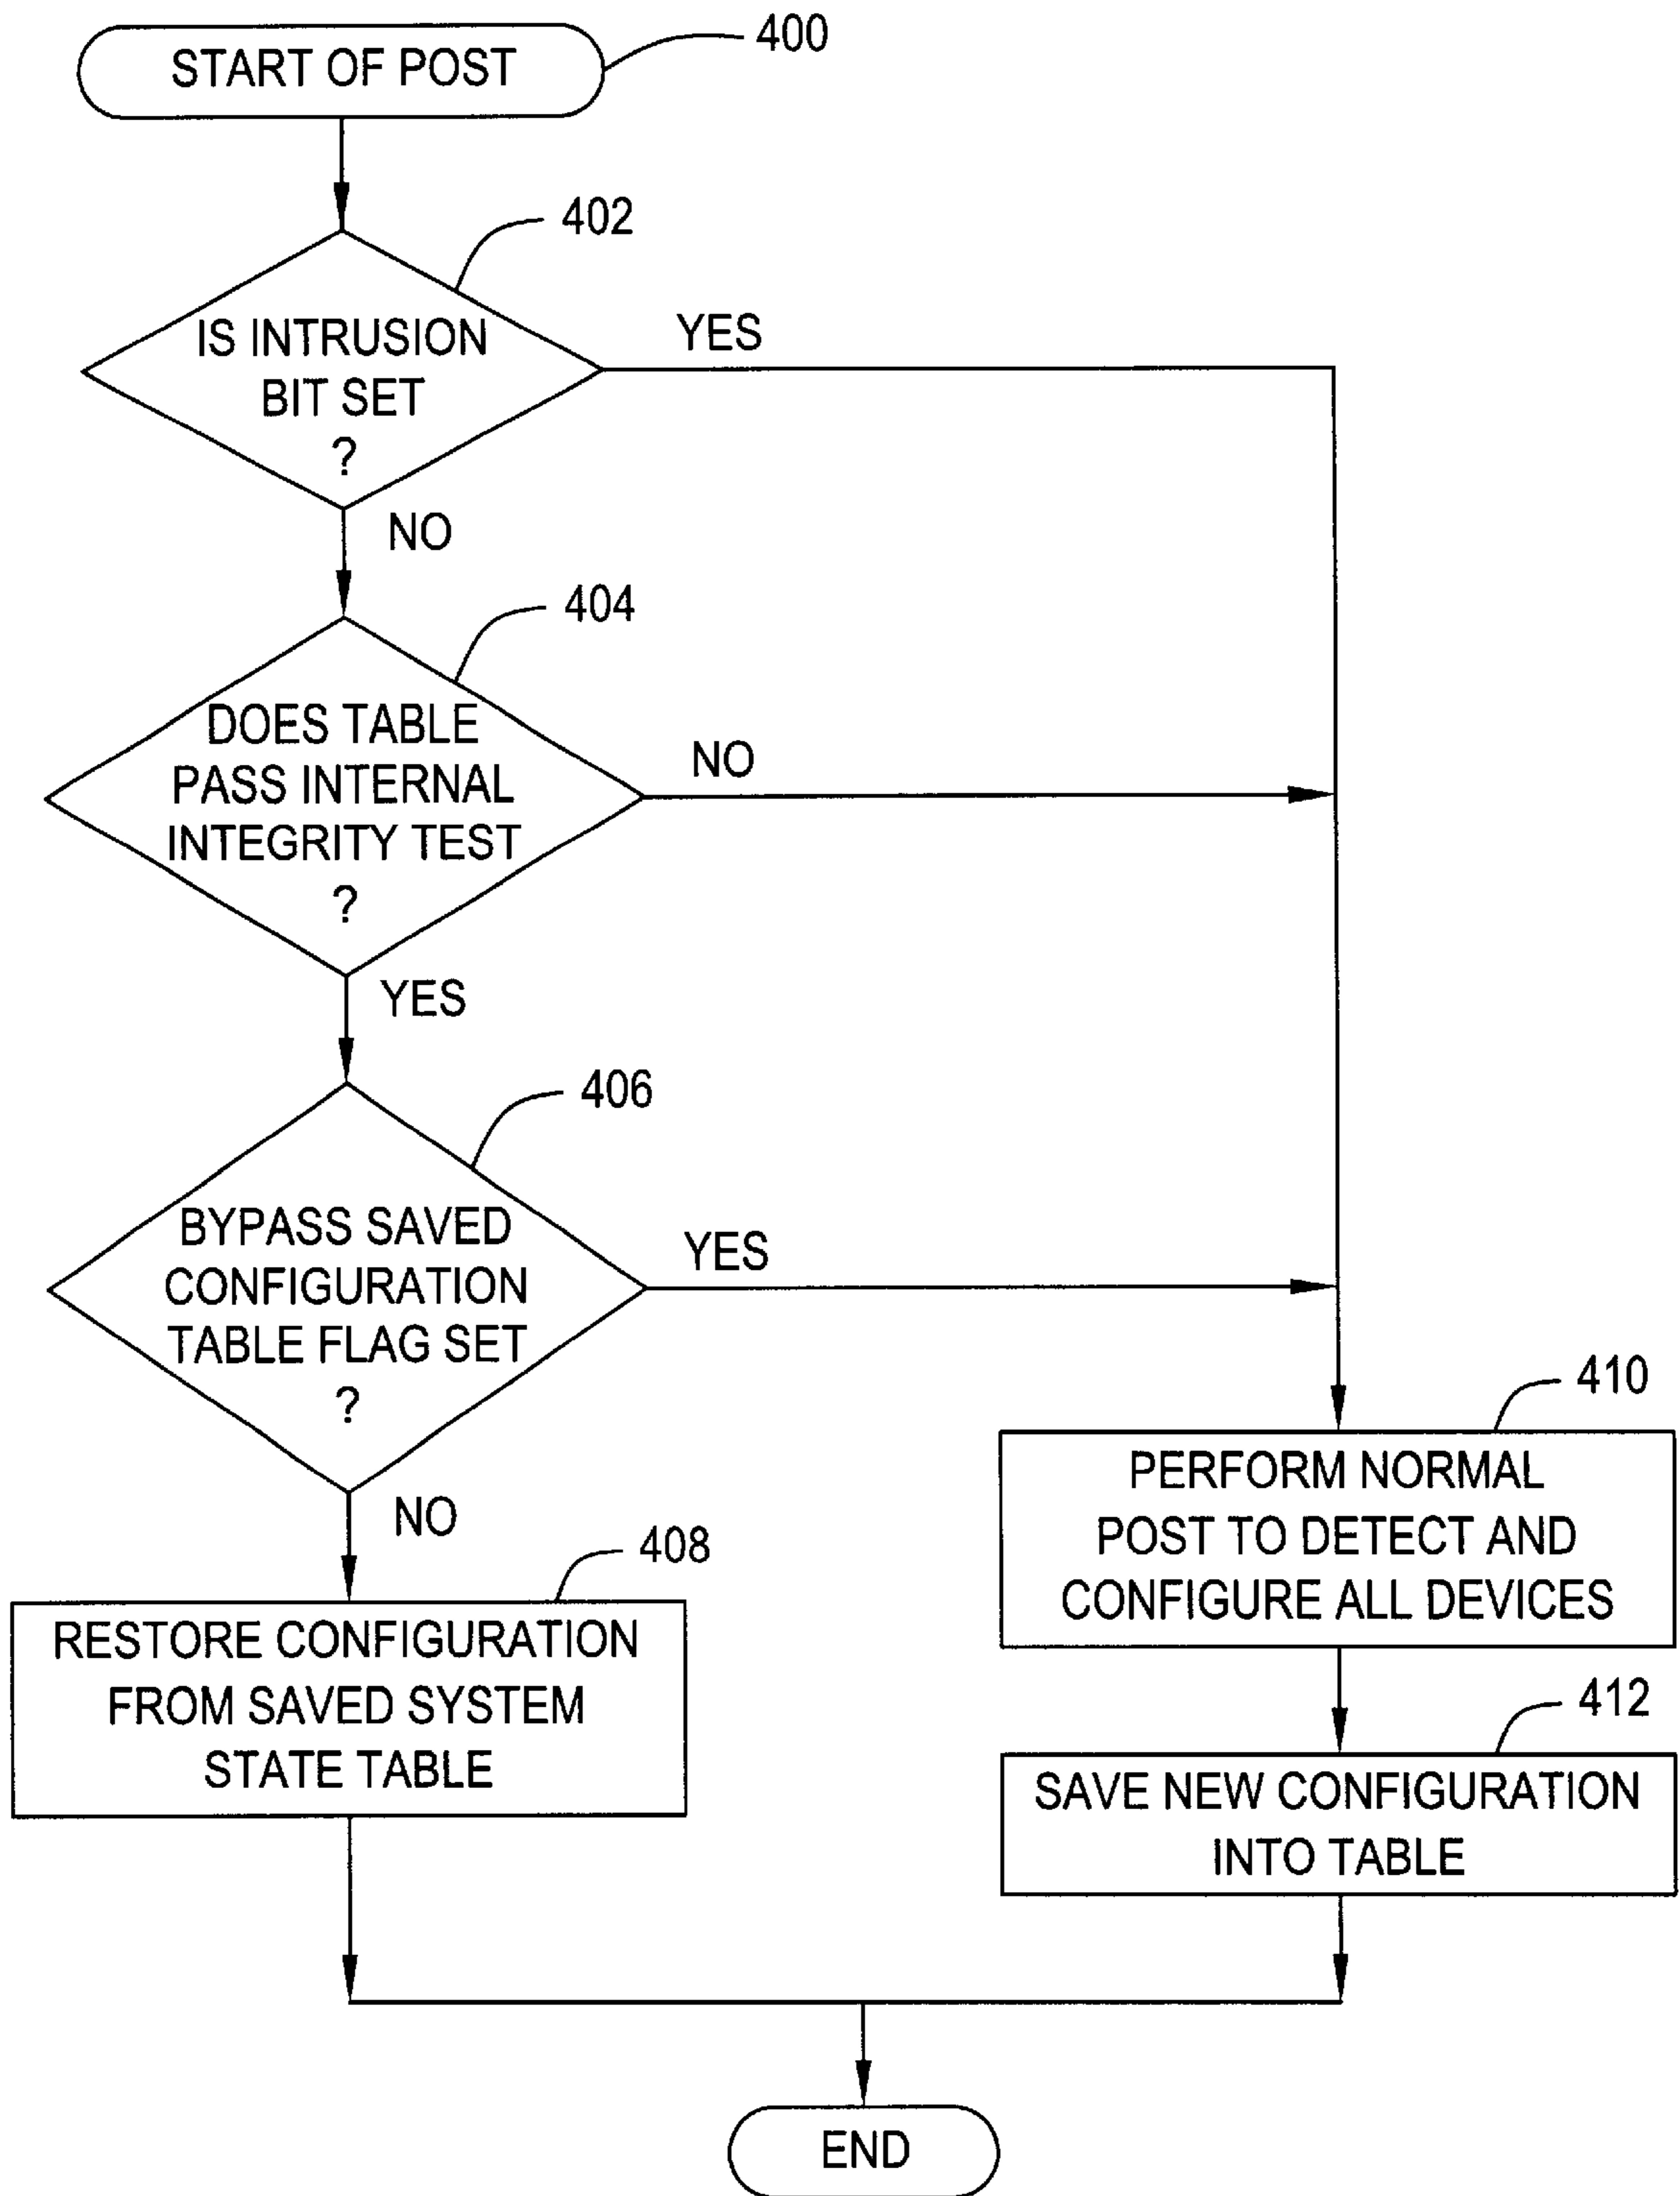 START OF POST
400
402
IS INTRUSION
BIT SET
?
YES
NO
404
DOES TABLE
PASS INTERNAL
INTEGRITY TEST
?
NO
YES
406
BYPASS SAVED
CONFIGURATION
TABLE FLAG SET
?
YES
NO
408
RESTORE CONFIGURATION
FROM SAVED SYSTEM
STATE TABLE
410
PERFORM NORMAL
POST TO DETECT AND
CONFIGURE ALL DEVICES
412
SAVE NEW CONFIGURATION
INTO TABLE
END